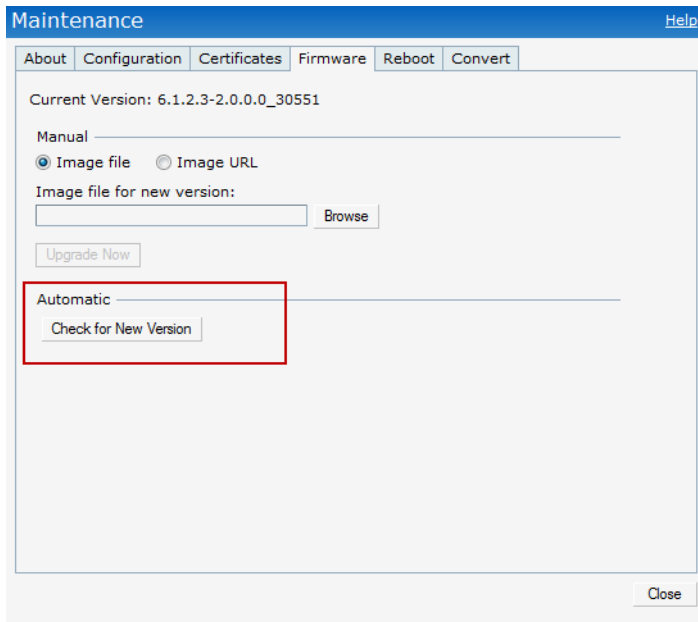 Maintenance Help
About Configuration Certificates Firmware Reboot Convert
Current Version: 6.1.2.3-2.0.0.0_30551
Manual
Image file Image URL
Image file for new version:
Browse
Upgrade Now
Automatic
Check for New Version
Close